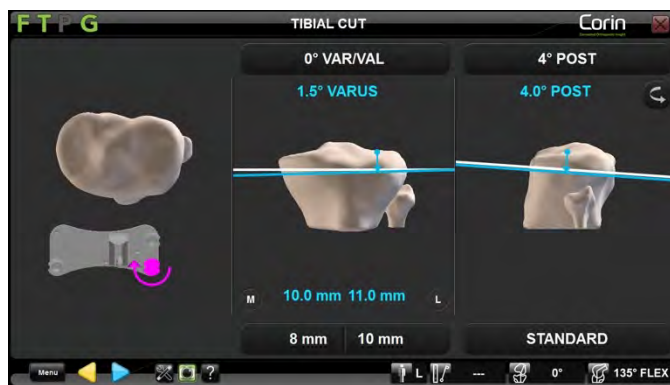 FTPG
TIBIAL CUT
Corin
0° VAR/VAL
4° POST
1.5° VARUS
4.0° POST
M
10.0 mm 11.0 mm
L
8 mm
10 mm
STANDARD
Menu
?
L
---
0°
135° FLEX